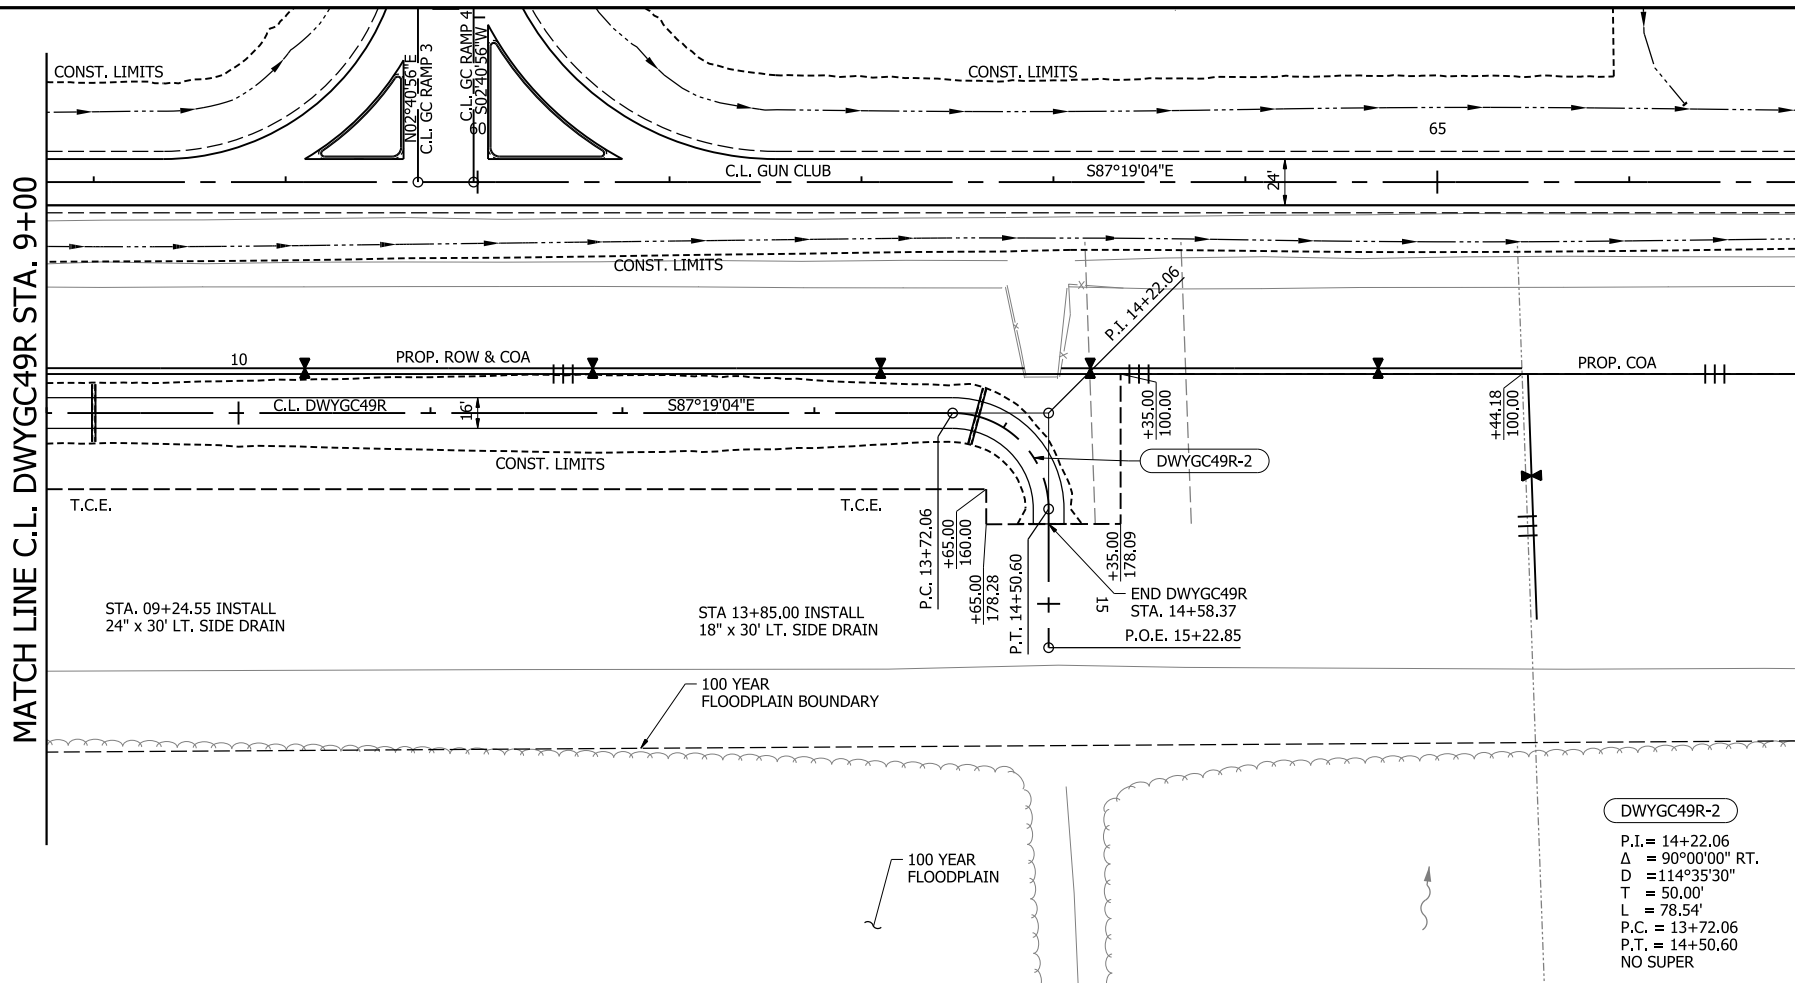 MATCH LINE C.L. DWYGC49R STA. 9+00
CONST. LIMITS
N02°40'56"E
C.L. GC RAMP 3
C.L. GC RAMP 4
S02°40'56"W
60
CONST. LIMITS
65
C.L. GUN CLUB
S87°19'04"E
24'
CONST. LIMITS
P.I. 14+22.06
X
X
X
10
PROP. ROW & COA
PROP. COA
C.L. DWYGC49R
16'
S87°19'04"E
+35.00
100.00
+44.18
100.00
CONST. LIMITS
DWYGC49R-2
T.C.E.
T.C.E.
P.C. 13+72.06
+65.00
160.00
+65.00
178.28
P.T. 14+50.60
+35.00
178.09
15
END DWYGC49R
STA. 14+58.37
P.O.E. 15+22.85
STA. 09+24.55 INSTALL
24" x 30' LT. SIDE DRAIN
STA 13+85.00 INSTALL
18" x 30' LT. SIDE DRAIN
100 YEAR
FLOODPLAIN BOUNDARY
100 YEAR
FLOODPLAIN
DWYGC49R-2
P.I.= 14+22.06
Δ = 90°00'00" RT.
D =114°35'30"
T = 50.00'
L = 78.54'
P.C. = 13+72.06
P.T. = 14+50.60
NO SUPER